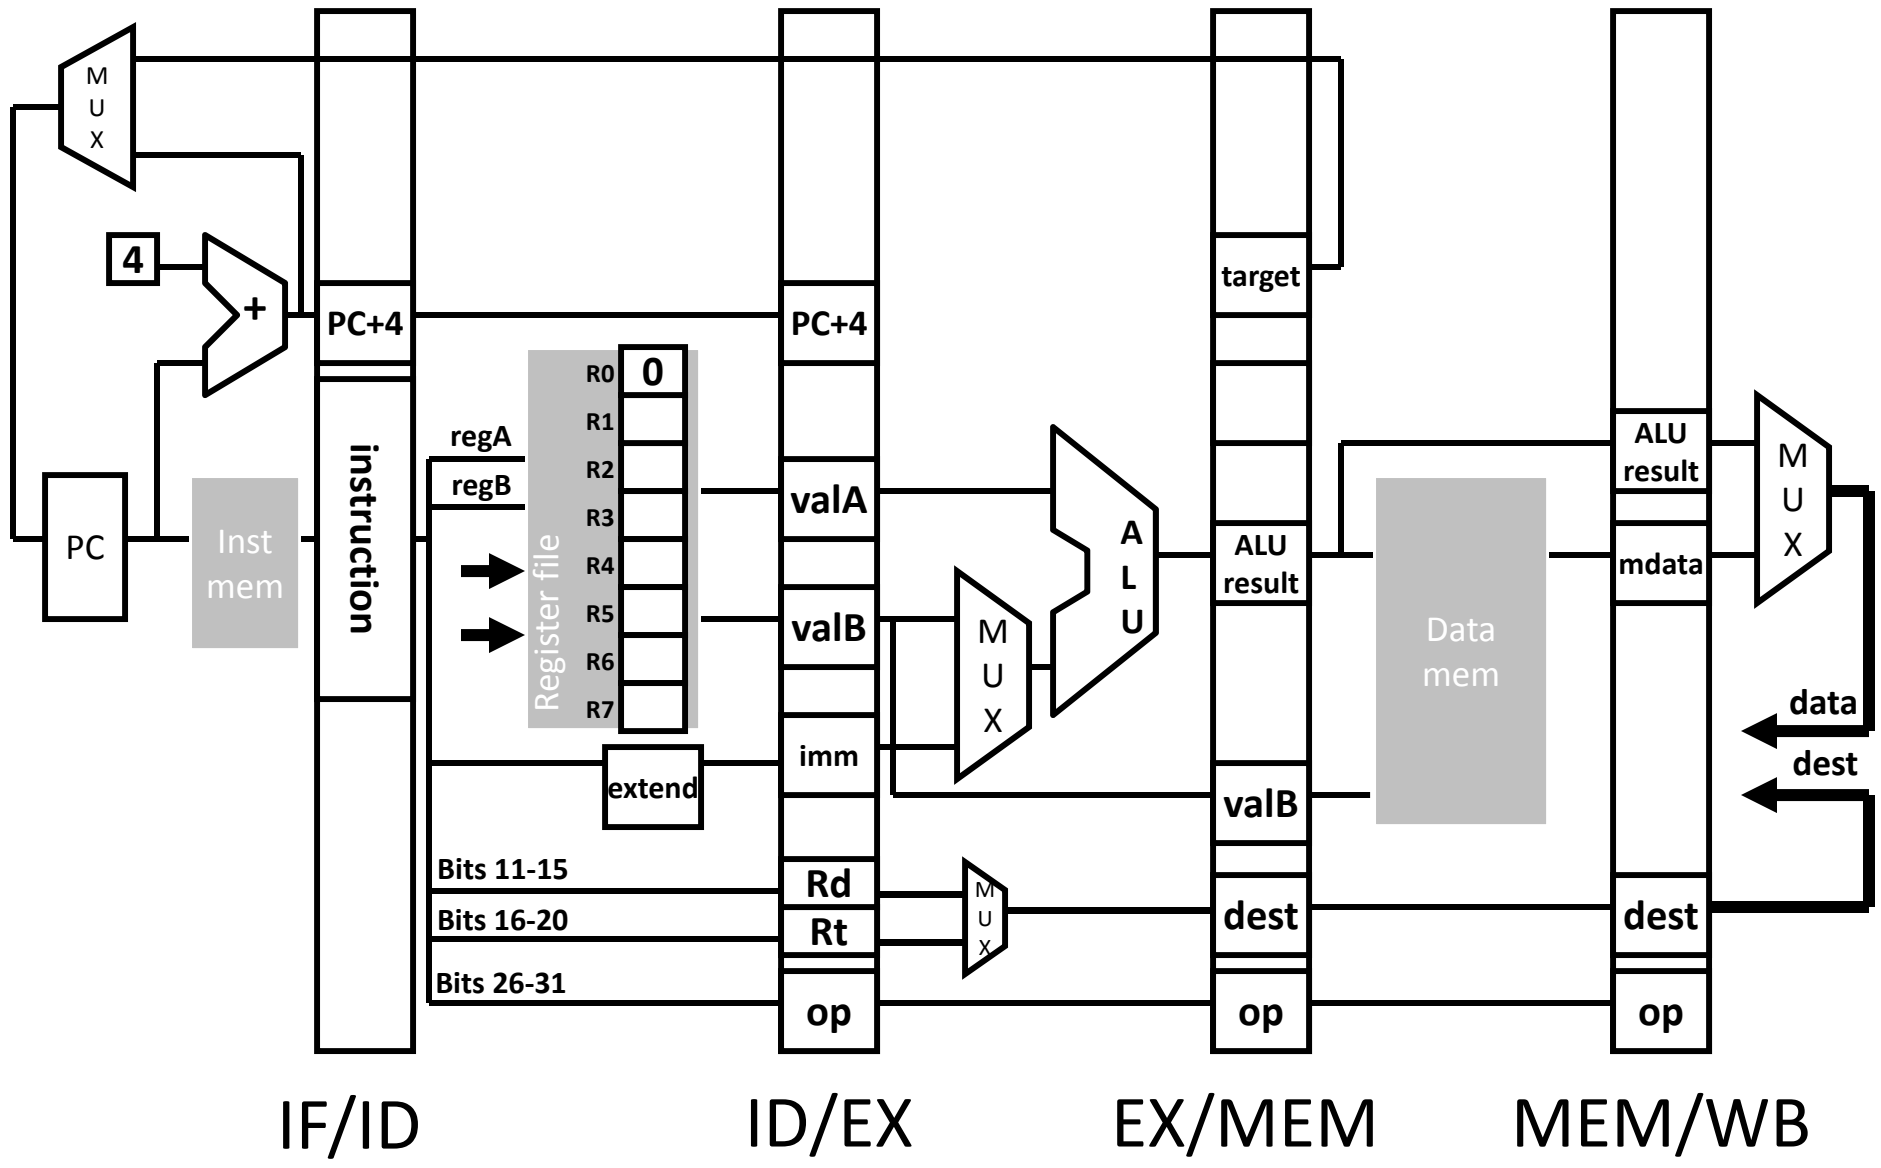 M
U
X
4
+
PC
Inst
mem
PC+4
instruction
regA
regB
Register file
R0
0
R1
R2
R3
R4
R5
R6
R7
extend
Bits 11-15
Bits 16-20
Bits 26-31
PC+4
valA
valB
imm
Rd
Rt
op
M
U
X
A
L
U
M
U
X
target
ALU
result
valB
dest
op
Data
mem
ALU
result
mdata
dest
op
M
U
X
data
dest
IF/ID
ID/EX
EX/MEM
MEM/WB